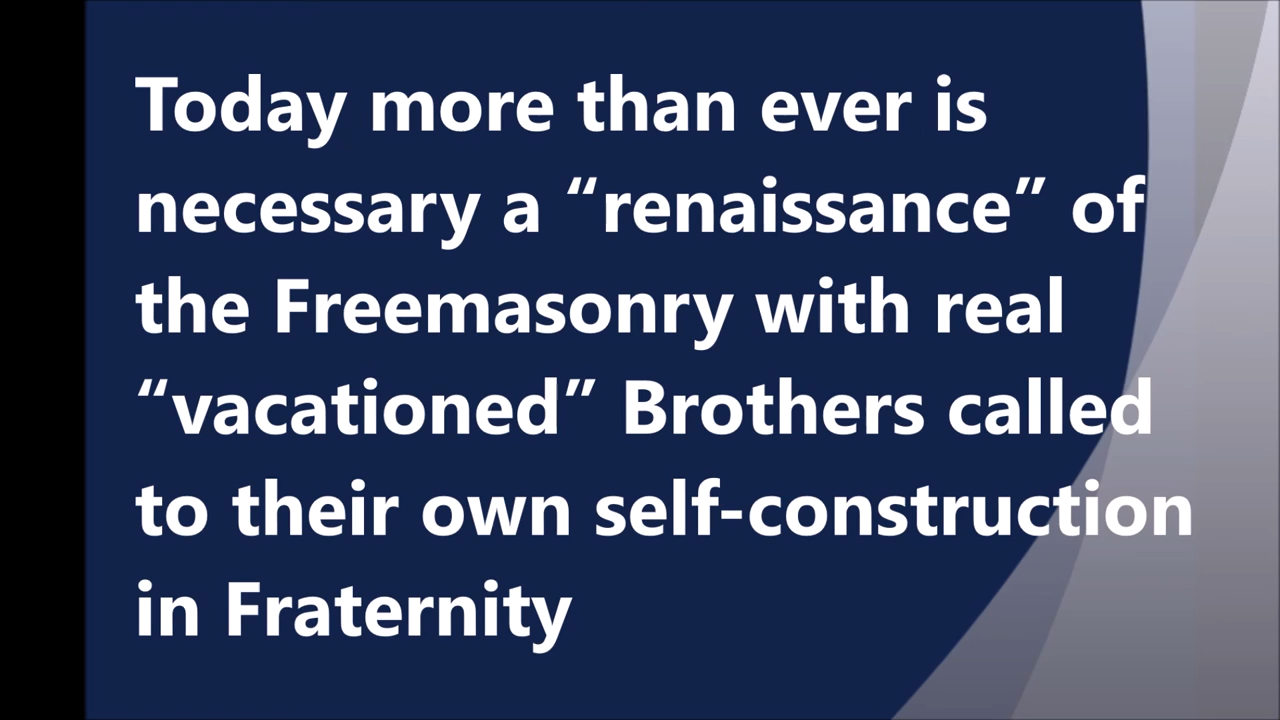 Today more than ever is
necessary a “renaissance” of
the Freemasonry with real
“vacationed” Brothers called
to their own self-construction
in Fraternity